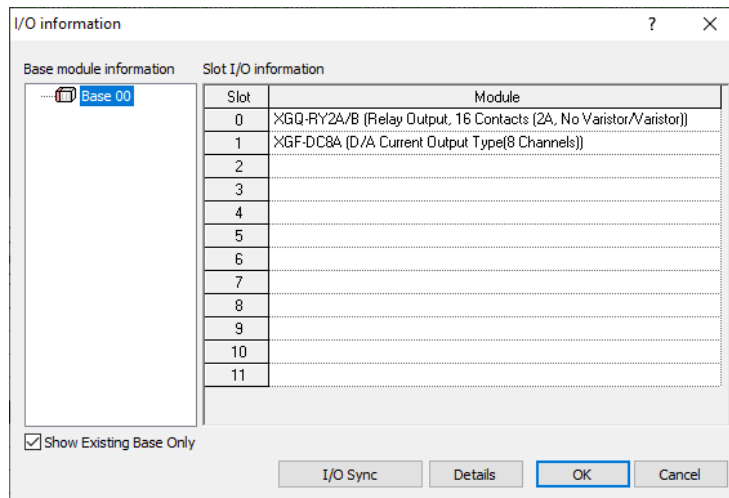 I/O information
Base module information
Slot I/O information
Base 00
Slot Module
0 XGQ-RY2A/B (Relay Output, 16 Contacts (2A, No Varistor/Varistor))
1 XGF-DC8A (D/A Current Output Type(8 Channels))
2
3
4
5
6
7
8
9
10
11
Show Existing Base Only
I/O Sync Details OK Cancel